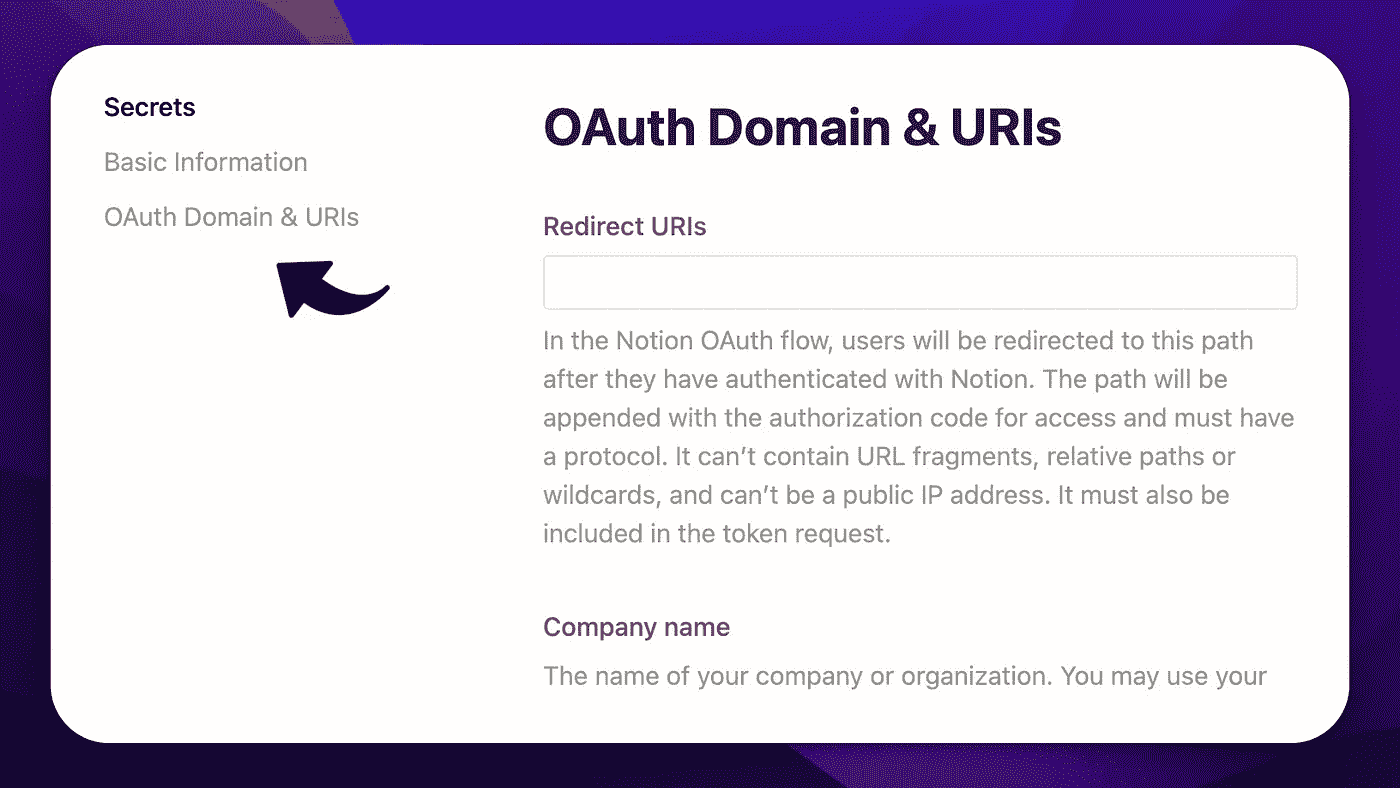 Secrets
Basic Information
OAuth Domain & URIs
OAuth Domain & URIs
Redirect URIs
In the Notion OAuth flow, users will be redirected to this path
after they have authenticated with Notion. The path will be
appended with the authorization code for access and must have
a protocol. It can’t contain URL fragments, relative paths or
wildcards, and can’t be a public IP address. It must also be
included in the token request.
Company name
The name of your company or organization. You may use your